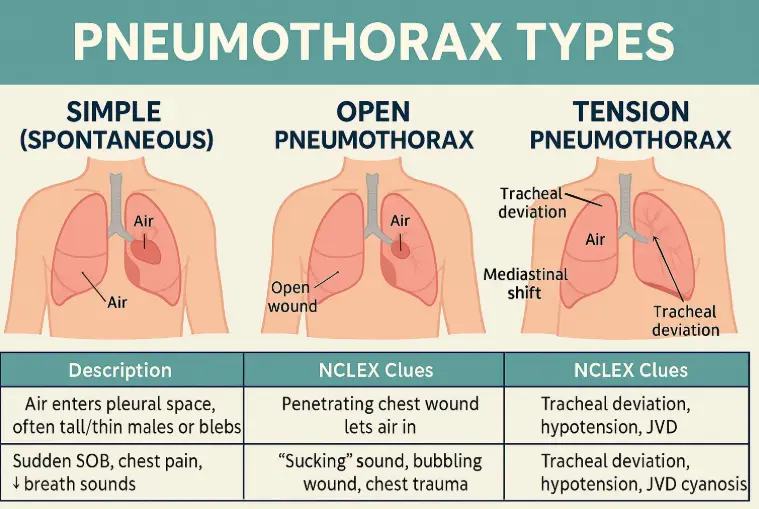 PNEUMOTHORAX TYPES
SIMPLE
(SPONTANEOUS)
Air
Air
OPEN
PNEUMOTHORAX
Air
Open
wound
TENSION
PNEUMOTHORAX
Tracheal
deviation
Air
Mediastinal
shift
Tracheal
deviation
Description
NCLEX Clues
NCLEX Clues
Air enters pleural space,
often tall/thin males or blebs
Penetrating chest wound
lets air in
Tracheal deviation,
hypotension, JVD
Sudden SOB, chest pain,
↓ breath sounds
“Sucking” sound, bubbling
wound, chest trauma
Tracheal deviation,
hypotension, JVD cyanosis